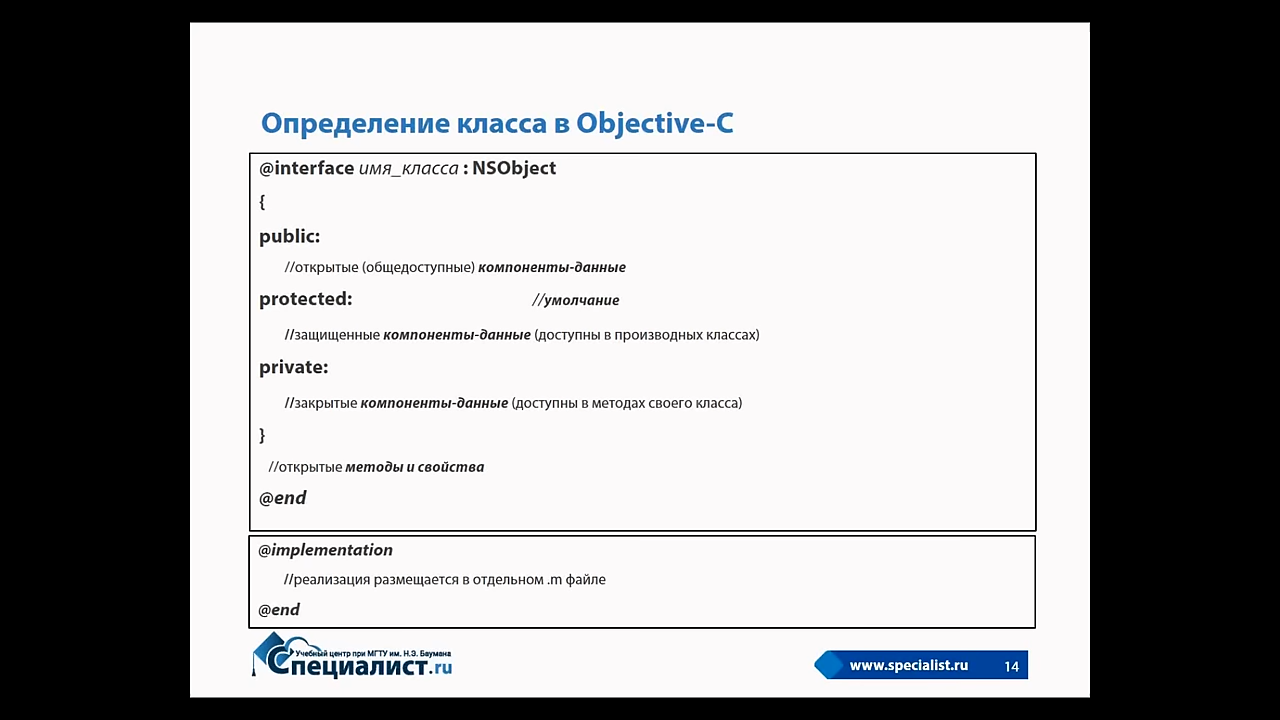 Определение класса в Objective-C
@interface имя_класса : NSObject
{
public:
//открытые (общедоступные) компоненты-данные
protected: //умолчание
//защищенные компоненты-данные (доступны в производных классах)
private:
//закрытые компоненты-данные (доступны в методах своего класса)
}
//открытые методы и свойства
@end
@implementation
//реализация размещается в отдельном .m файле
@end
Учебный центр при МГТУ им. Н.Э. Баумана
Специалист.ru
www.specialist.ru 14